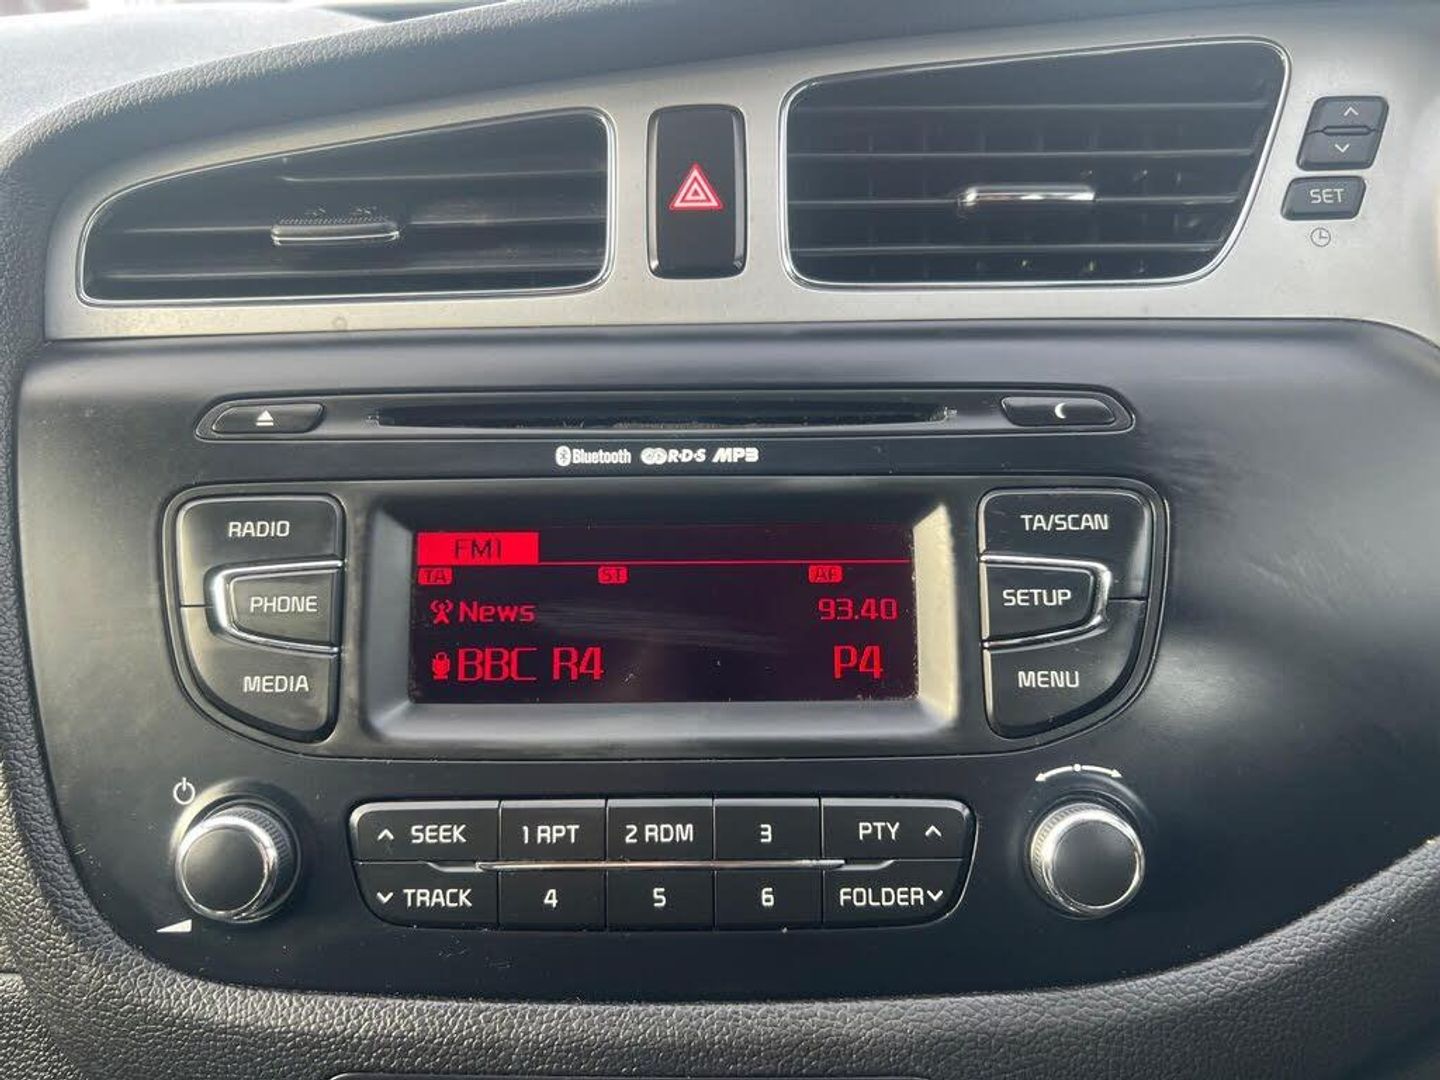 SET
Bluetooth R·D·S MP3
RADIO
TA/SCAN
FM1
TA ST AF
PHONE
News 93.40
SETUP
BBC R4 P4
MEDIA
MENU
SEEK 1 RPT 2 RDM 3 PTY
TRACK 4 5 6 FOLDER